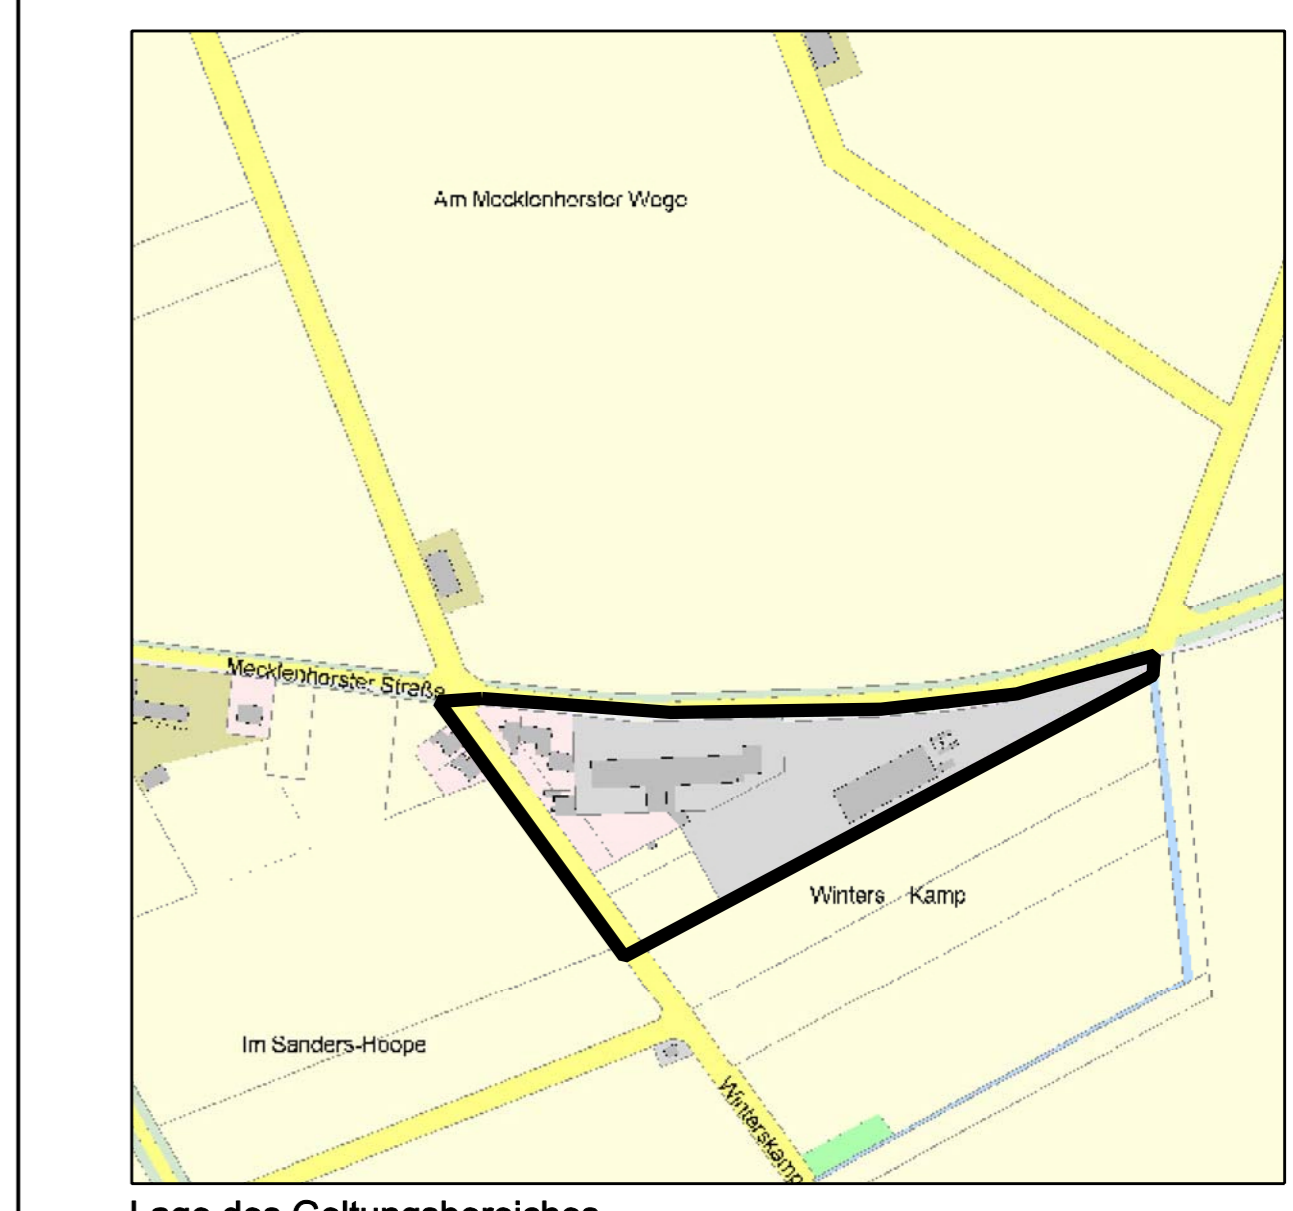 Am Mecklenhorster Wege
Mecklenhorster Straße
Winters Kamp
Im Sanders-Hoope
Winterskamp
Lage des Geltungsbereiches